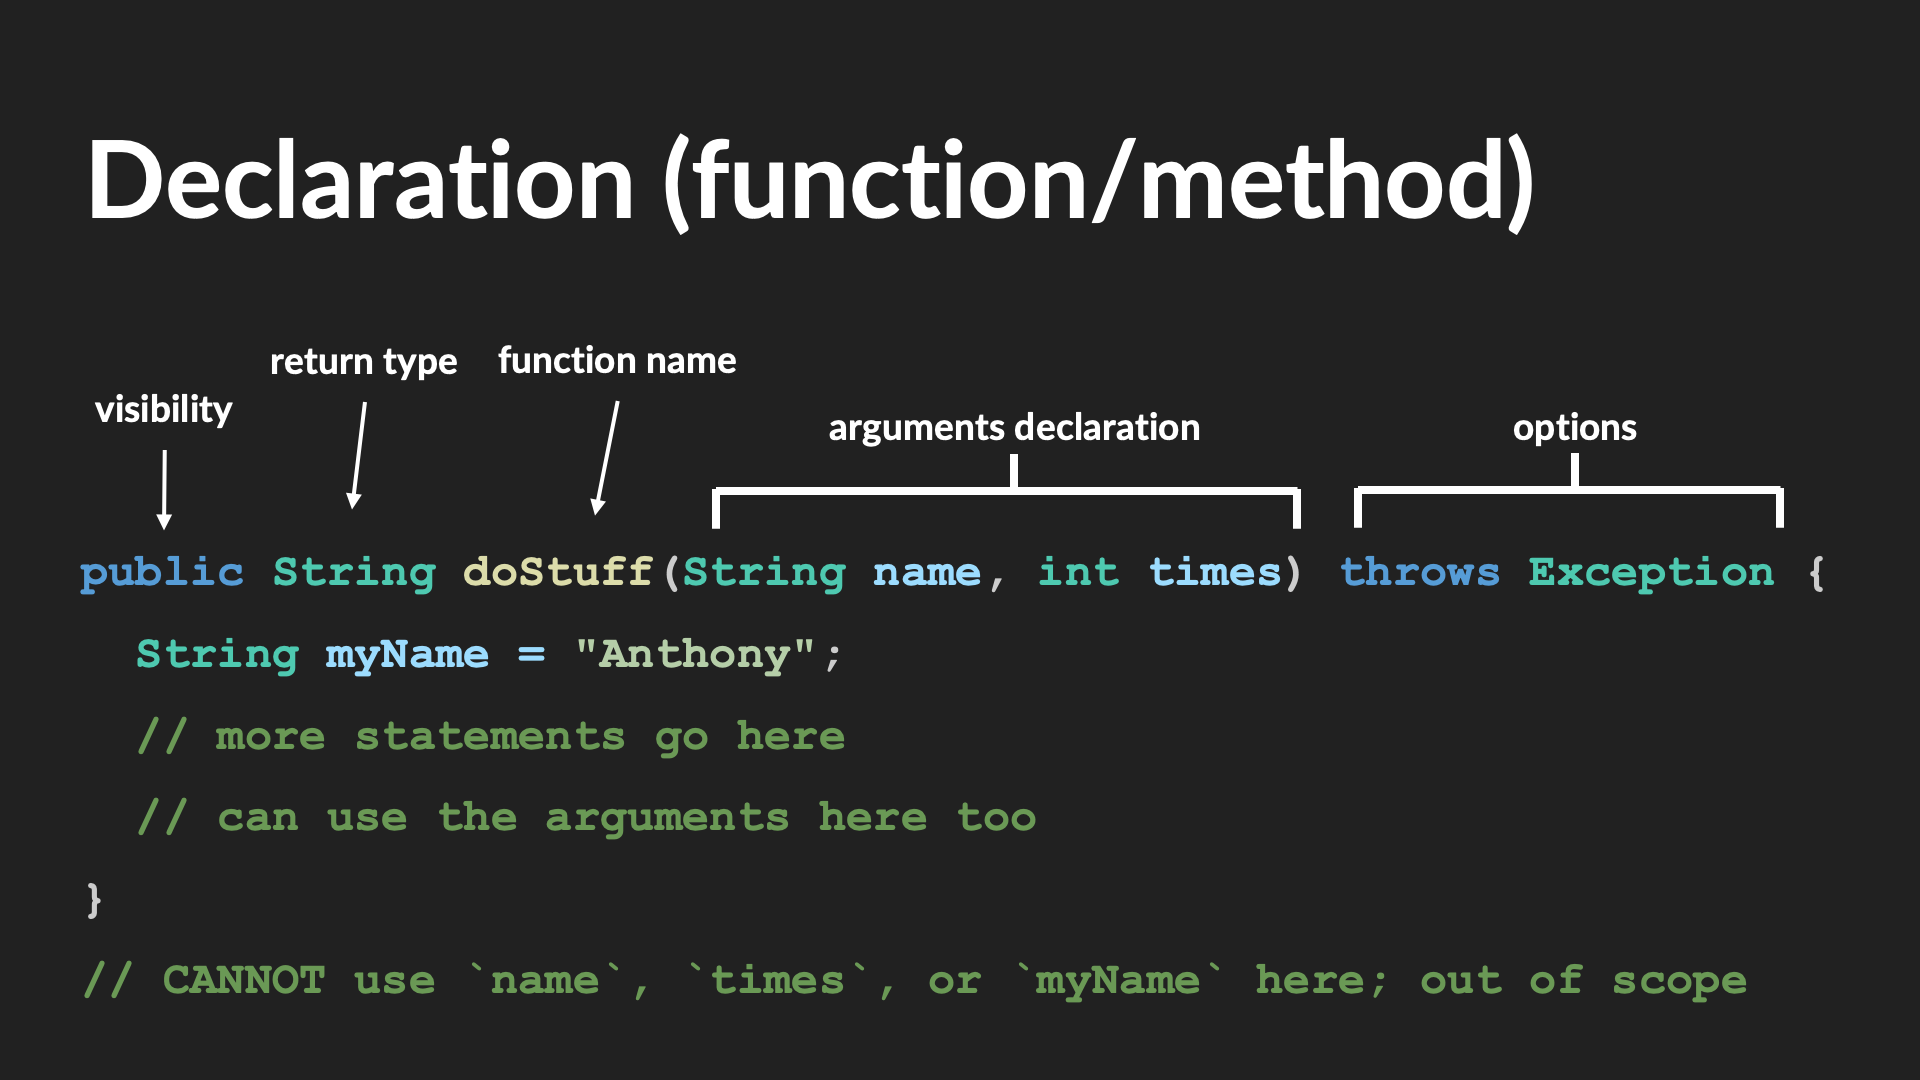 Declaration (function/method)
return type function name
visibility
arguments declaration options
public String doStuff(String name, int times) throws Exception {
String myName = "Anthony";
// more statements go here
// can use the arguments here too
}
// CANNOT use `name`, `times`, or `myName` here; out of scope